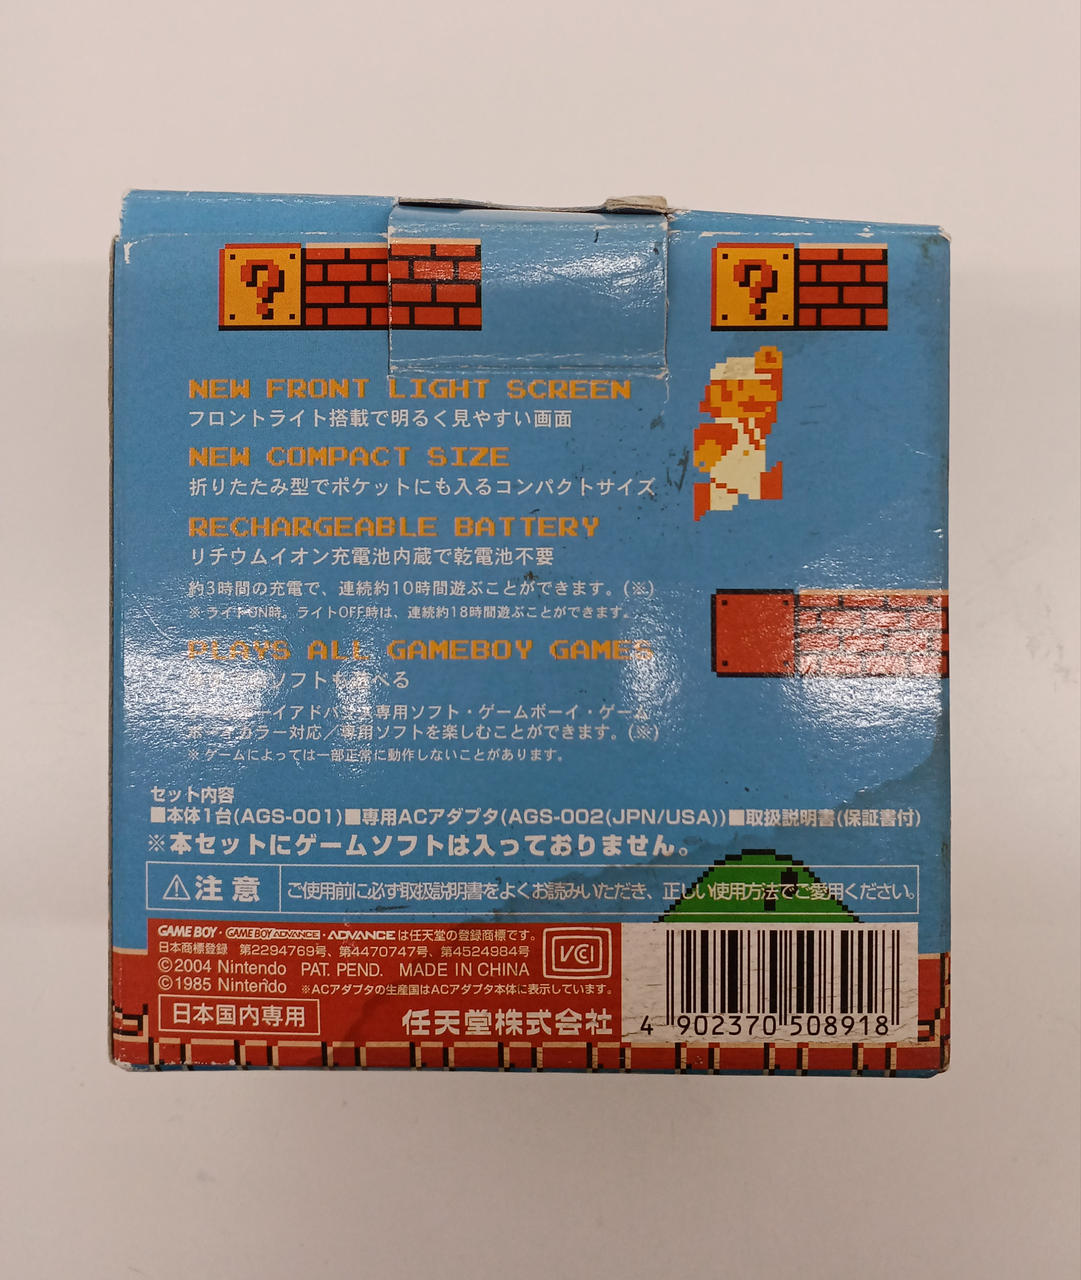 ?
?
NEW FRONT LIGHT SCREEN
フロントライト搭載で明るく見やすい画面
NEW COMPACT SIZE
折りたたみ型でポケットにも入るコンパクトサイズ
RECHARGEABLE BATTERY
リチウムイオン充電池内蔵で乾電池不要
約3時間の充電で、連続約10時間遊ぶことができます。(※)
※ライトON時。ライトOFF時は、連続約18時間遊ぶことができます。
PLAYS ALL GAMEBOY GAMES
ソフトも遊べる
イアドバンス専用ソフト・ゲームボーイ・ゲーム
ボーイカラー対応／専用ソフトを楽しむことができます。(※)
※ゲームによっては一部正常に動作しないことがあります。
セット内容
■本体1台(AGS-001)■専用ACアダプタ(AGS-002(JPN/USA))■取扱説明書(保証書付)
※本セットにゲームソフトは入っておりません。
⚠注意 ご使用前に必ず取扱説明書をよくお読みいただき、正しい使用方法でご愛用ください。
GAME BOY・GAME BOY ADVANCE・ADVANCEは任天堂の登録商標です。
日本商標登録 第2294769号、第4470747号、第4524984号
©2004 Nintendo PAT. PEND. MADE IN CHINA
©1985 Nintendo ※ACアダプタの生産国はACアダプタ本体に表示しています。
VCI
日本国内専用
任天堂株式会社
4 902370 508918